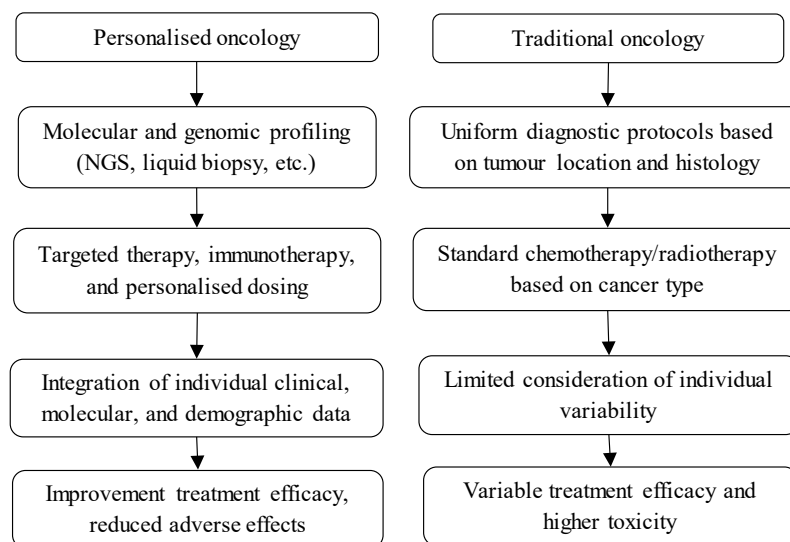 Personalised oncology
Molecular and genomic profiling
(NGS, liquid biopsy, etc.)
Targeted therapy, immunotherapy,
and personalised dosing
Integration of individual clinical,
molecular, and demographic data
Improvement treatment efficacy,
reduced adverse effects
Traditional oncology
Uniform diagnostic protocols based
on tumour location and histology
Standard chemotherapy/radiotherapy
based on cancer type
Limited consideration of individual
variability
Variable treatment efficacy and
higher toxicity